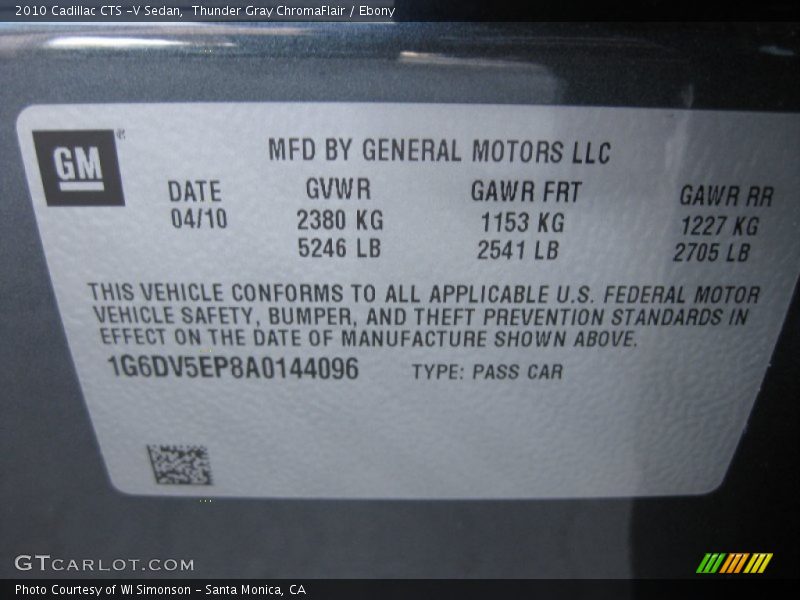 2010 Cadillac CTS -V Sedan, Thunder Gray ChromaFlair / Ebony
GM
MFD BY GENERAL MOTORS LLC
DATE GVWR GAWR FRT GAWR RR
04/10 2380 KG 1153 KG 1227 KG
5246 LB 2541 LB 2705 LB
THIS VEHICLE CONFORMS TO ALL APPLICABLE U.S. FEDERAL MOTOR
VEHICLE SAFETY, BUMPER, AND THEFT PREVENTION STANDARDS IN
EFFECT ON THE DATE OF MANUFACTURE SHOWN ABOVE.
1G6DV5EP8A0144096 TYPE: PASS CAR
GTCARLOT.COM
Photo Courtesy of WI Simonson - Santa Monica, CA